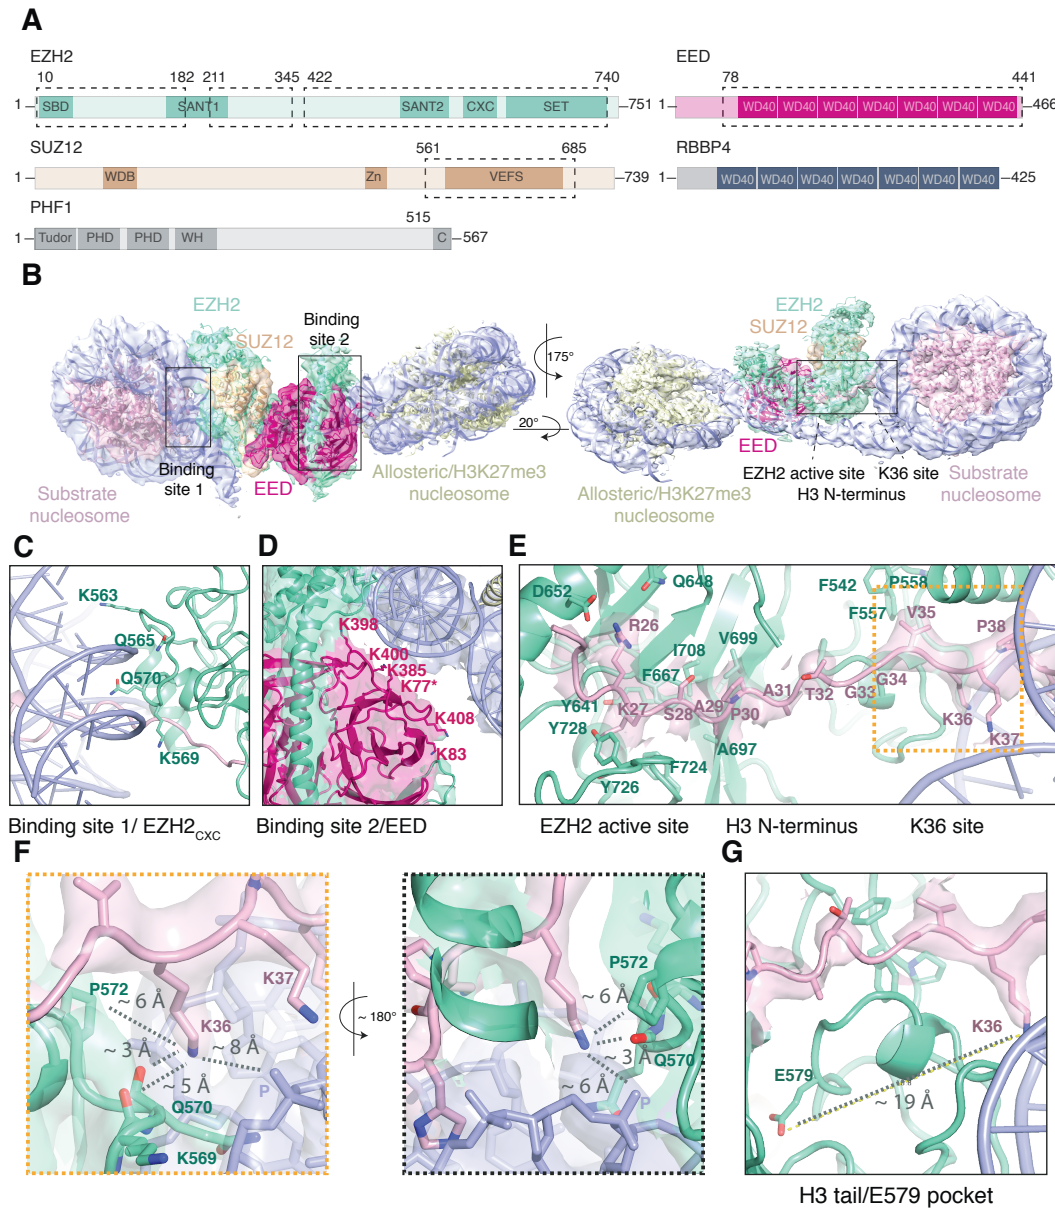 A
EZH2
10 182 211 345 422 740
1 SBD SANT1 SANT2 CXC SET 751
EED
78 441
1 WD40 WD40 WD40 WD40 WD40 WD40 WD40 466
SUZ12
561 685
1 WDB Zn VEFS 739
RBBP4
1 WD40 WD40 WD40 WD40 WD40 WD40 WD40 425
PHF1
515
1 Tudor PHD PHD WH C 567
B
EZH2
SUZ12
Binding
site 2
Binding
site 1
EED
Substrate
nucleosome
Allosteric/H3K27me3
nucleosome
175°
20°
EZH2
SUZ12
EED
EZH2 active site
H3 N-terminus
K36 site
Allosteric/H3K27me3
nucleosome
Substrate
nucleosome
C
K563
Q565
Q570
K569
Binding site 1/ EZH2CXC
D
K398
K400
K385
K77*
K408
K83
Binding site 2/EED
E
D652
Q648
R26
F542
P558
F557
V35
P38
V699
I708
F667
Y641
K27
S28
A29
P30
A31
T32
G33
G34
K36
K37
Y728
A697
F724
Y726
EZH2 active site
H3 N-terminus
K36 site
F
P572
~ 6 Å
K37
K36
~ 3 Å
~ 8 Å
~ 5 Å
P
Q570
K569
~ 180°
P572
~ 6 Å
~ 3 Å
Q570
~ 6 Å
P
G
K36
E579
~ 19 Å
H3 tail/E579 pocket